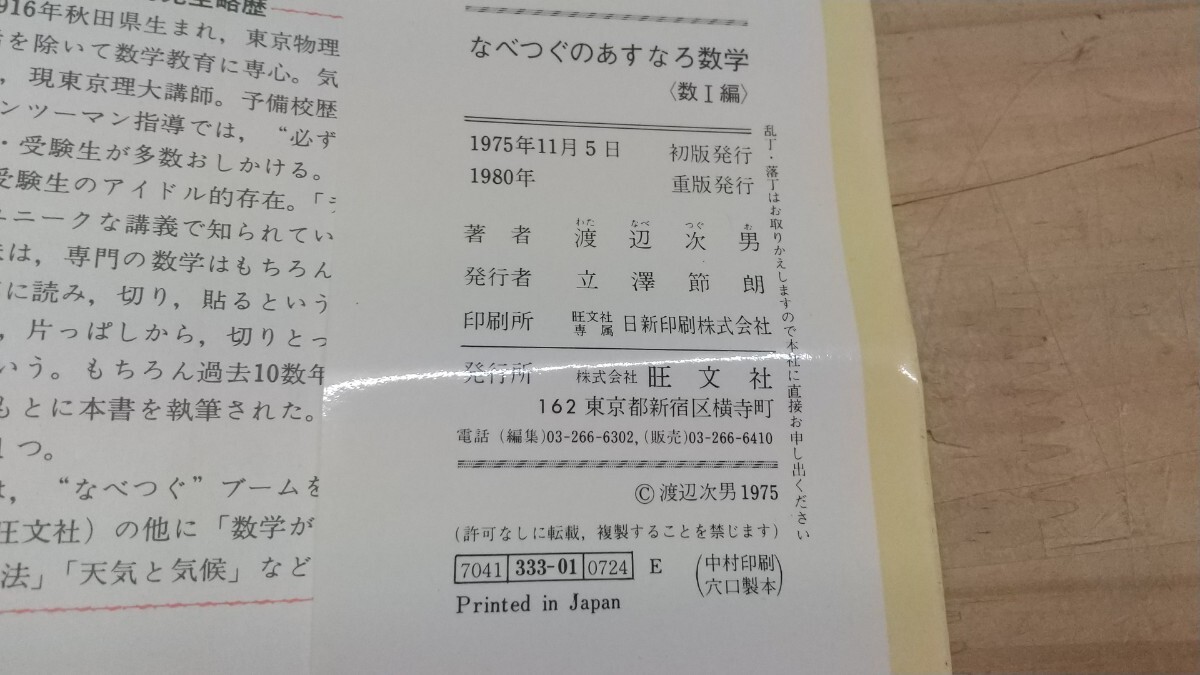 略歴
916年秋田県生まれ，東京物理
を除いて数学教育に専心。気
，現東京理大講師。予備校歴
ンツーマン指導では，“必ず
・受験生が多数おしかける。
受験生のアイドル的存在。「
ユニークな講義で知られてい
は，専門の数学はもちろん
に読み，切り，貼るという
，片っぱしから，切りとっ
いう。もちろん過去10数年
もとに本書を執筆された。
1つ。
は，“なべつぐ”ブームを
旺文社）の他に「数学が
法」「天気と気候」など
なべつぐのあすなろ数学
〈数Ⅰ編〉
1975年11月5日 初版発行
1980年 重版発行
著者 渡辺次男
わた なべ つぐ お
発行者 立澤節朗
印刷所 旺文社専属 日新印刷株式会社
発行所 株式会社 旺文社
162 東京都新宿区横寺町
電話（編集）03-266-6302,（販売）03-266-6410
©渡辺次男1975
（許可なしに転載，複製することを禁じます）
7041 333-01 0724 E
（中村印刷
穴口製本）
Printed in Japan
乱丁・落丁はお取りかえしますので本社に直接お申し出ください